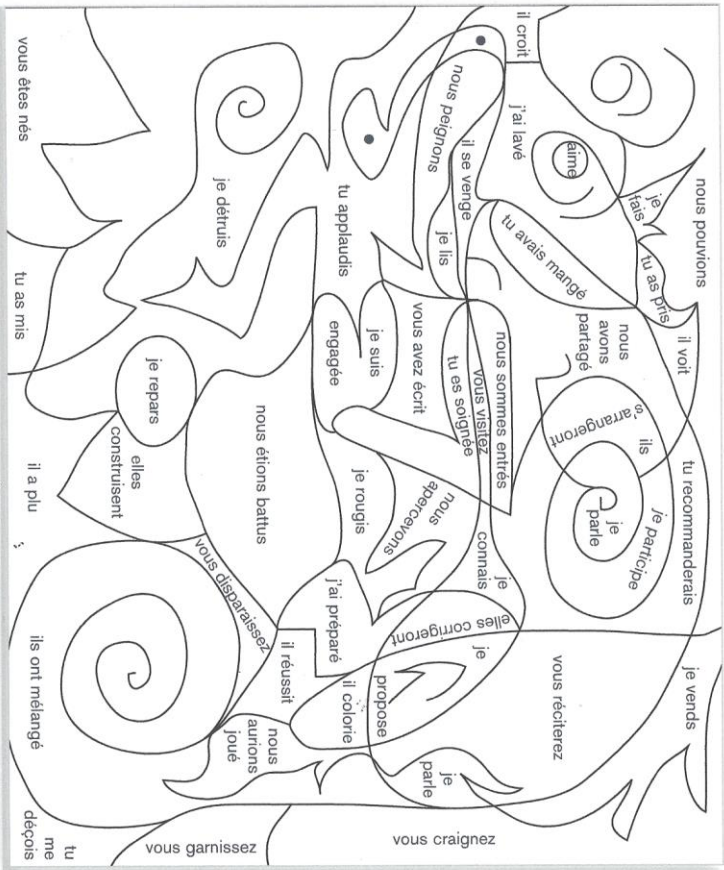 nous pouvions
je vends
il croit
je
fais
tu as pris
il voit
tu recommanderais
j'ai lavé
aime
tu avais mangé
nous
avons
partagé
ils
s'arrangeront
je
parle
je participe
vous réciterez
nous peignons
il se venge
je lis
nous sommes entrés
vous visitez
tu es soignée
je
connais
elles corrigeront
je
propose
je
parle
vous craignez
tu applaudis
vous avez écrit
je suis
engagée
nous
apercevons
je rougis
j'ai préparé
il colorie
je détruis
nous étions battus
il réussit
nous
aurions
joué
vous disparaissez
je repars
elles
construisent
vous garnissez
vous êtes nés
tu as mis
il a plu
ils ont mélangé
tu
me
déçois